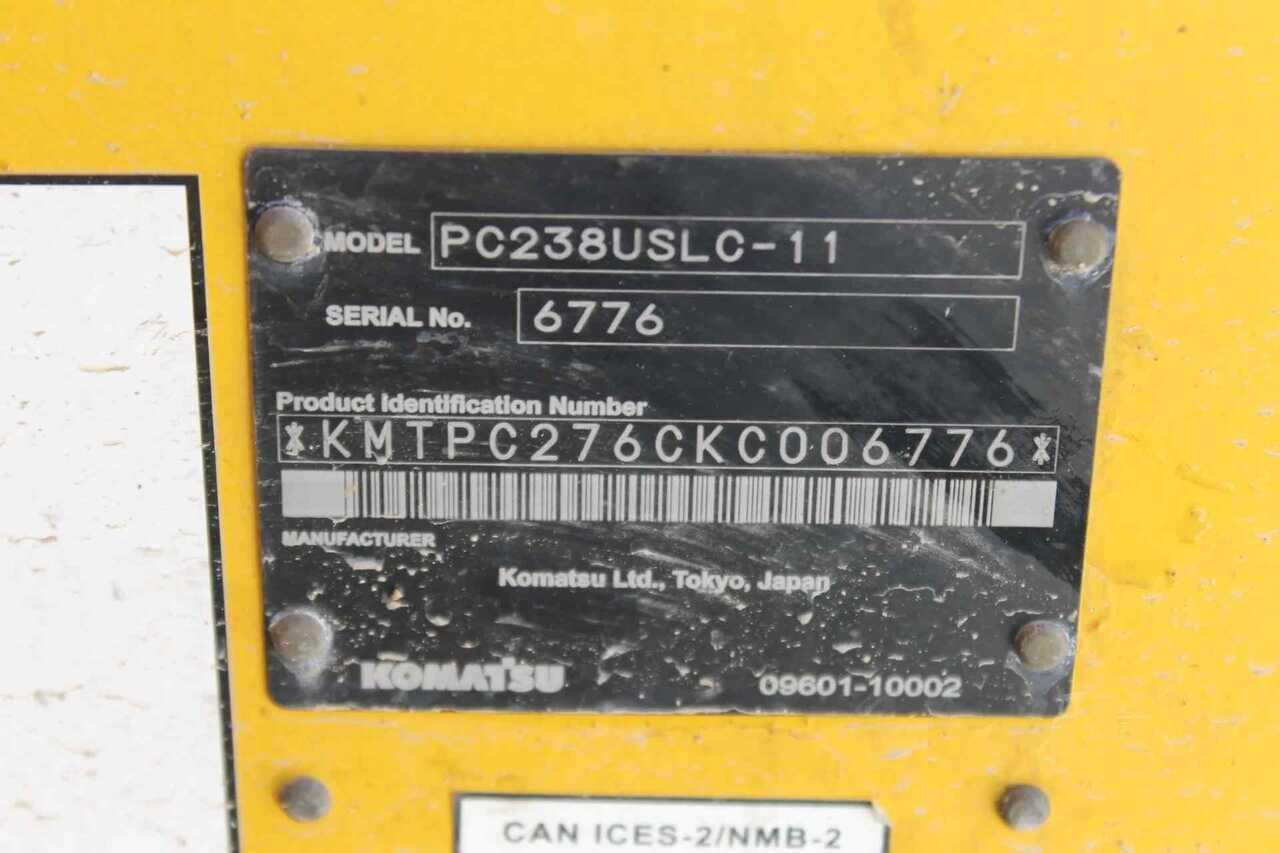 MODEL PC238USLC-11
SERIAL No. 6776
Product Identification Number
*KMTPC276CKC006776*
MANUFACTURER
Komatsu Ltd., Tokyo, Japan
KOMATSU 09601-10002
CAN ICES-2/NMB-2